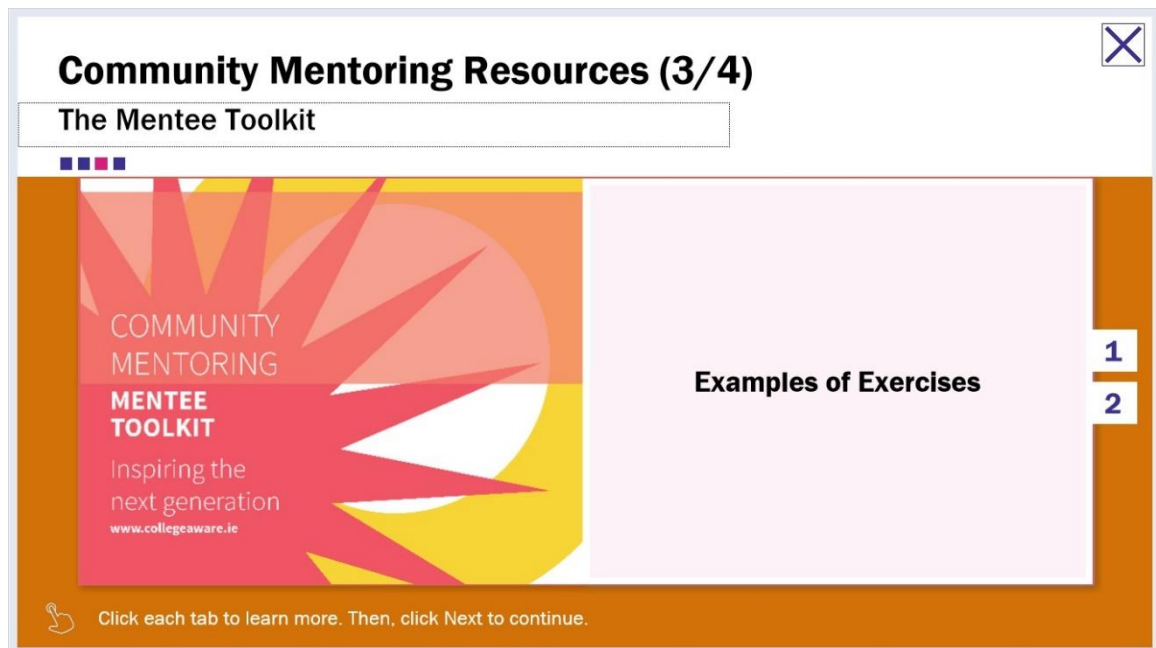 Community Mentoring Resources (3/4)
The Mentee Toolkit
COMMUNITY
MENTORING
MENTEE
TOOLKIT
Inspiring the
next generation
www.collegeaware.ie
Examples of Exercises
1
2
Click each tab to learn more. Then, click Next to continue.